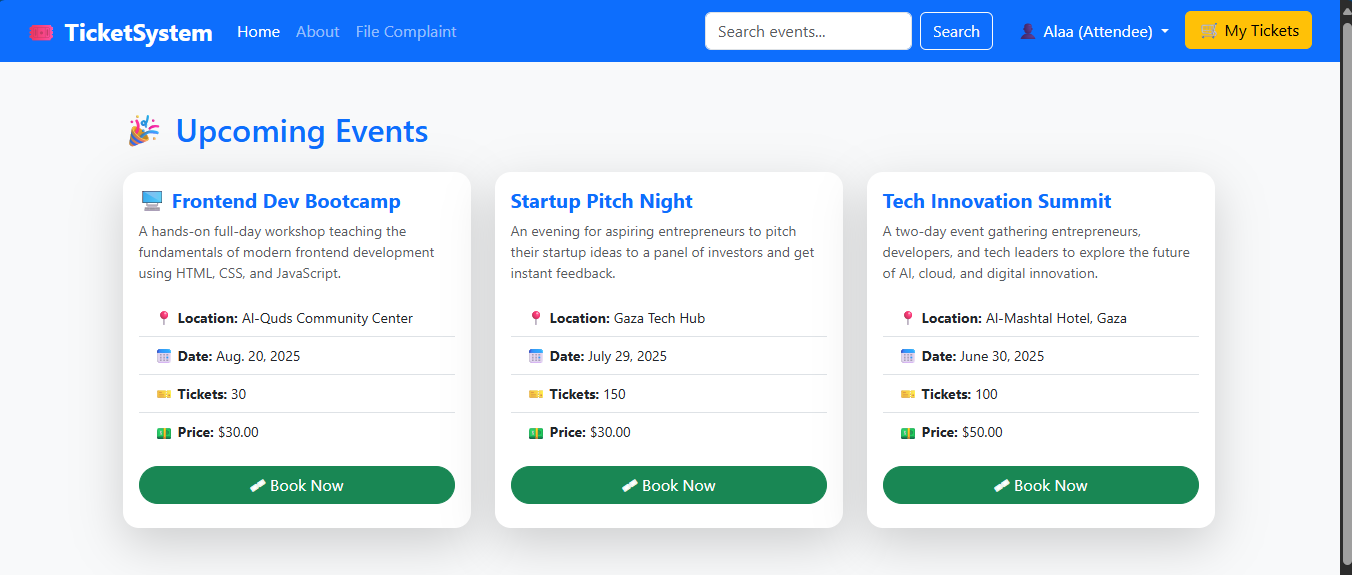 TicketSystem Home About File Complaint Search events... Search Alaa (Attendee) My Tickets
Upcoming Events
Frontend Dev Bootcamp
A hands-on full-day workshop teaching the
fundamentals of modern frontend development
using HTML, CSS, and JavaScript.
Location: Al-Quds Community Center
Date: Aug. 20, 2025
Tickets: 30
Price: $30.00
Book Now
Startup Pitch Night
An evening for aspiring entrepreneurs to pitch
their startup ideas to a panel of investors and get
instant feedback.
Location: Gaza Tech Hub
Date: July 29, 2025
Tickets: 150
Price: $30.00
Book Now
Tech Innovation Summit
A two-day event gathering entrepreneurs,
developers, and tech leaders to explore the future
of AI, cloud, and digital innovation.
Location: Al-Mashtal Hotel, Gaza
Date: June 30, 2025
Tickets: 100
Price: $50.00
Book Now